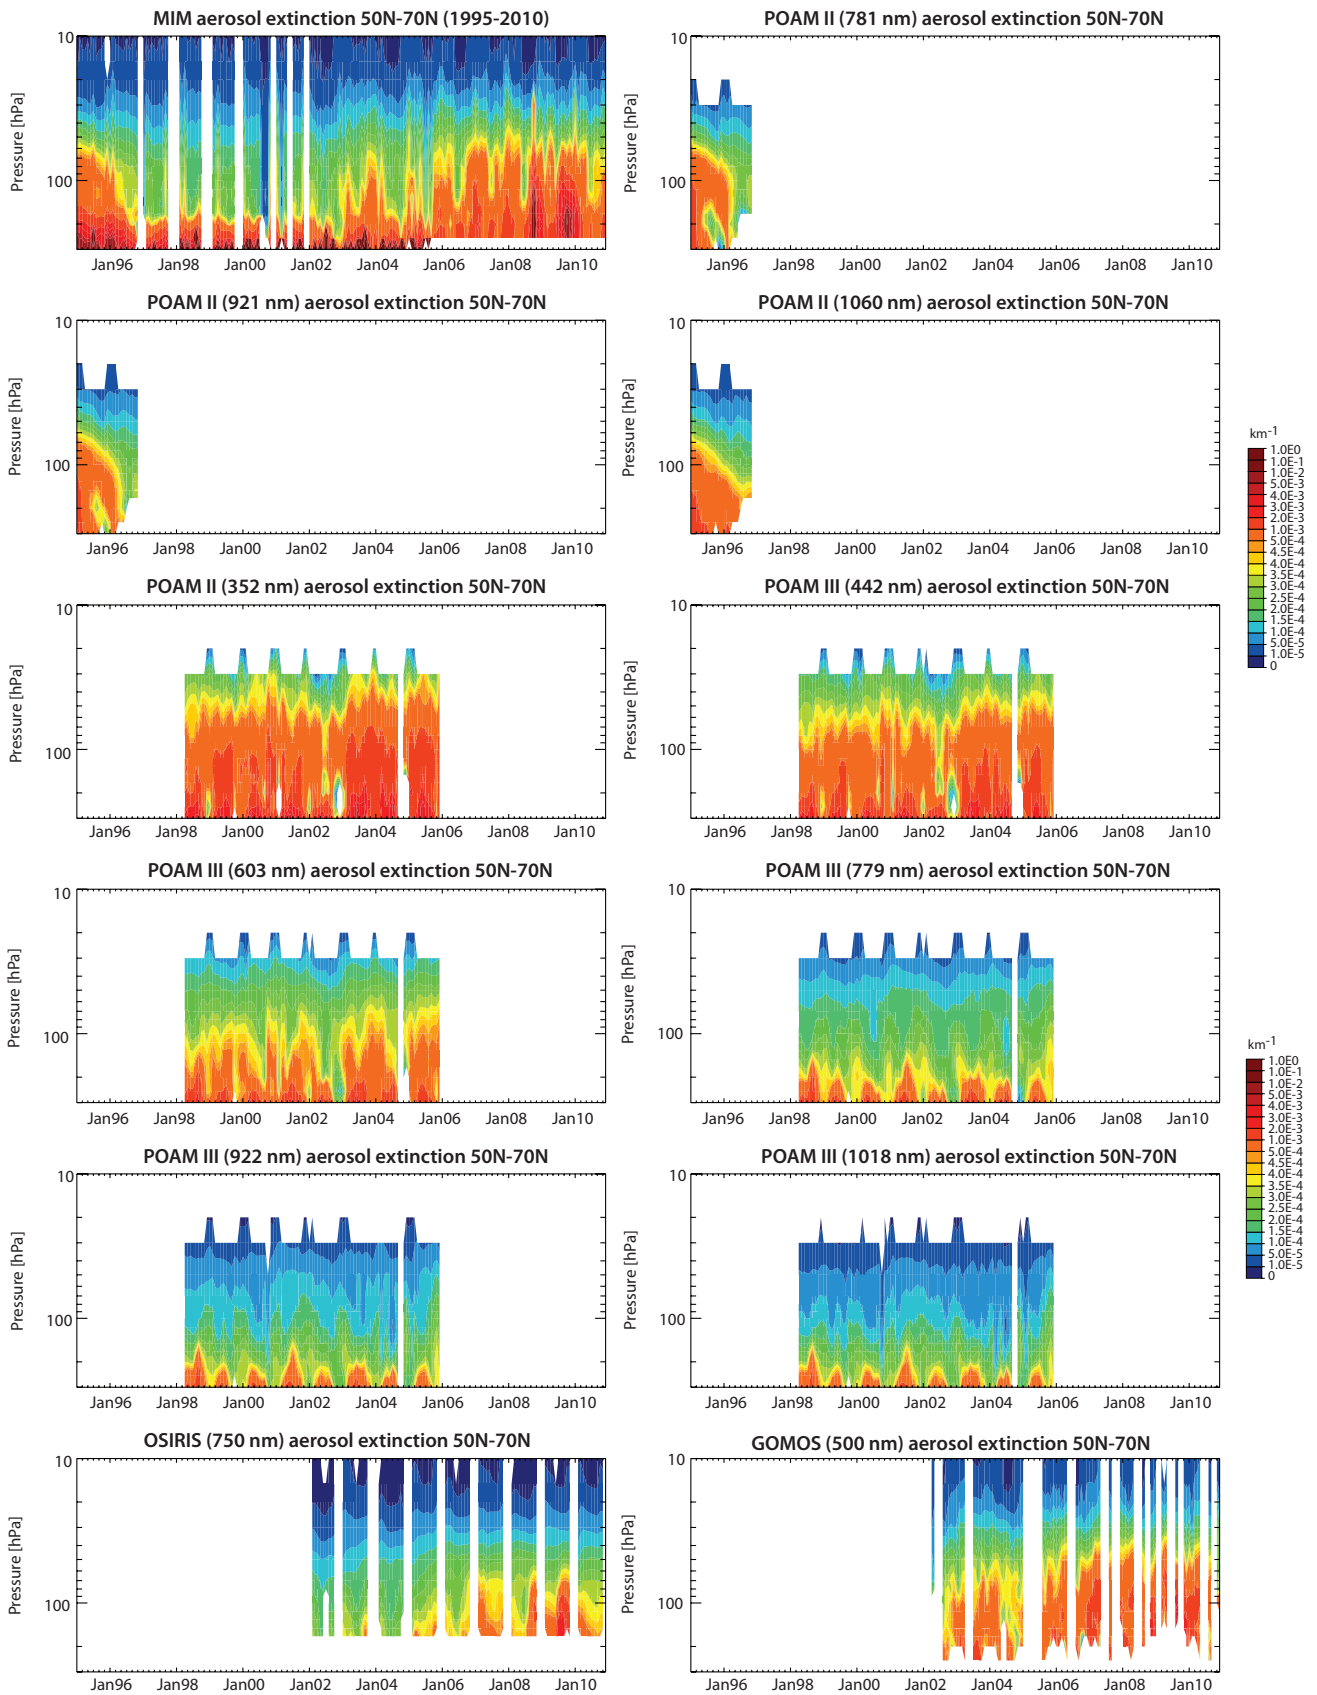 MIM aerosol extinction 50N-70N (1995-2010)
Pressure [hPa]
10
100
Jan96 Jan98 Jan00 Jan02 Jan04 Jan06 Jan08 Jan10
POAM II (781 nm) aerosol extinction 50N-70N
Pressure [hPa]
10
100
Jan96 Jan98 Jan00 Jan02 Jan04 Jan06 Jan08 Jan10
POAM II (921 nm) aerosol extinction 50N-70N
Pressure [hPa]
10
100
Jan96 Jan98 Jan00 Jan02 Jan04 Jan06 Jan08 Jan10
POAM II (1060 nm) aerosol extinction 50N-70N
Pressure [hPa]
10
100
Jan96 Jan98 Jan00 Jan02 Jan04 Jan06 Jan08 Jan10
km-1
1.0E0
1.0E-1
1.0E-2
5.0E-3
4.0E-3
3.0E-3
2.0E-3
1.0E-3
5.0E-4
4.5E-4
4.0E-4
3.5E-4
3.0E-4
2.5E-4
2.0E-4
1.5E-4
1.0E-4
5.0E-5
1.0E-5
0
POAM II (352 nm) aerosol extinction 50N-70N
Pressure [hPa]
10
100
Jan96 Jan98 Jan00 Jan02 Jan04 Jan06 Jan08 Jan10
POAM III (442 nm) aerosol extinction 50N-70N
Pressure [hPa]
10
100
Jan96 Jan98 Jan00 Jan02 Jan04 Jan06 Jan08 Jan10
POAM III (603 nm) aerosol extinction 50N-70N
Pressure [hPa]
10
100
Jan96 Jan98 Jan00 Jan02 Jan04 Jan06 Jan08 Jan10
POAM III (779 nm) aerosol extinction 50N-70N
Pressure [hPa]
10
100
Jan96 Jan98 Jan00 Jan02 Jan04 Jan06 Jan08 Jan10
km-1
1.0E0
1.0E-1
1.0E-2
5.0E-3
4.0E-3
3.0E-3
2.0E-3
1.0E-3
5.0E-4
4.5E-4
4.0E-4
3.5E-4
3.0E-4
2.5E-4
2.0E-4
1.5E-4
1.0E-4
5.0E-5
1.0E-5
0
POAM III (922 nm) aerosol extinction 50N-70N
Pressure [hPa]
10
100
Jan96 Jan98 Jan00 Jan02 Jan04 Jan06 Jan08 Jan10
POAM III (1018 nm) aerosol extinction 50N-70N
Pressure [hPa]
10
100
Jan96 Jan98 Jan00 Jan02 Jan04 Jan06 Jan08 Jan10
OSIRIS (750 nm) aerosol extinction 50N-70N
Pressure [hPa]
10
100
Jan96 Jan98 Jan00 Jan02 Jan04 Jan06 Jan08 Jan10
GOMOS (500 nm) aerosol extinction 50N-70N
Pressure [hPa]
10
100
Jan96 Jan98 Jan00 Jan02 Jan04 Jan06 Jan08 Jan10